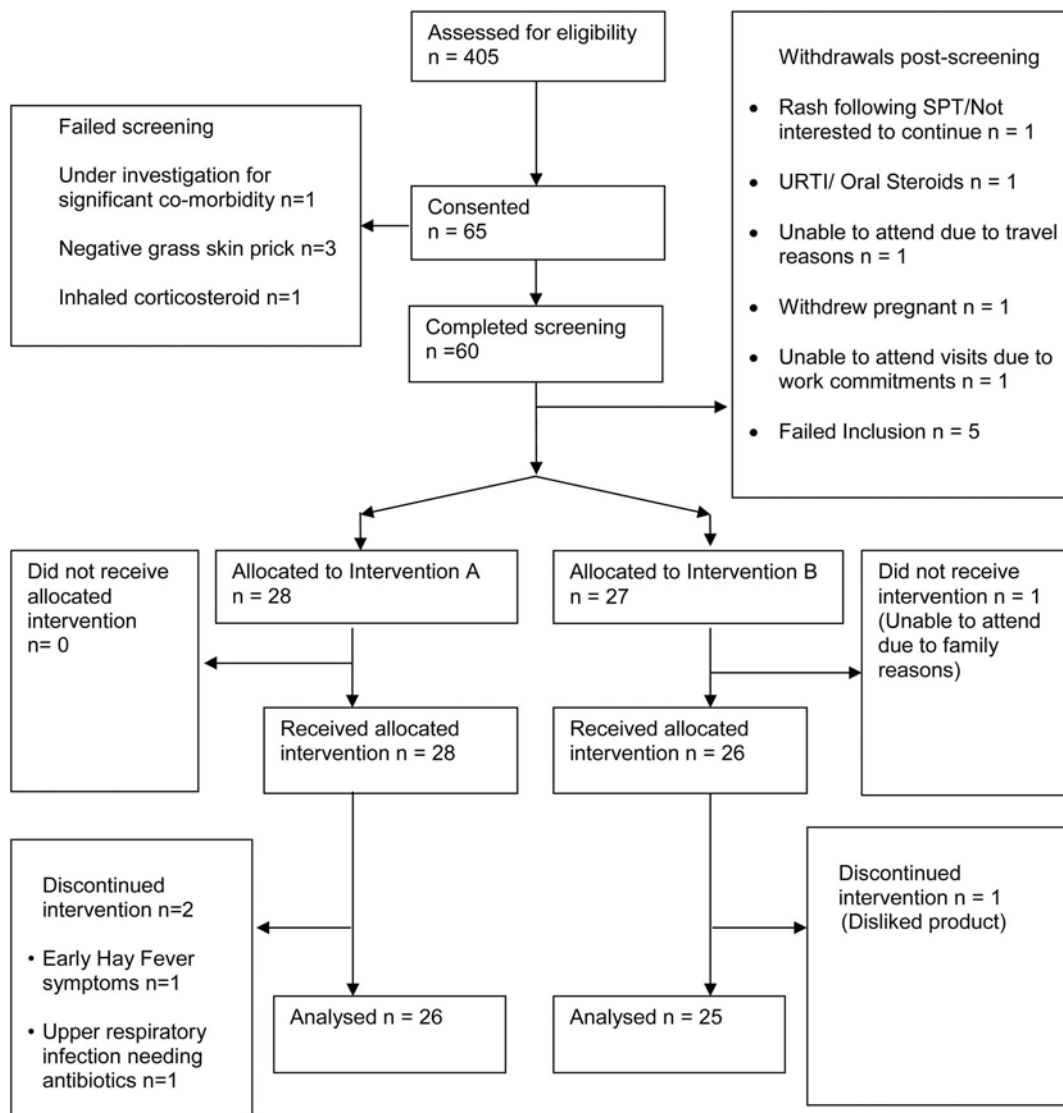 Assessed for eligibility
n = 405
Withdrawals post-screening
• Rash following SPT/Not
interested to continue n = 1
• URTI/ Oral Steroids n = 1
• Unable to attend due to travel
reasons n = 1
• Withdrew pregnant n = 1
• Unable to attend visits due to
work commitments n = 1
• Failed Inclusion n = 5
Failed screening
Under investigation for
significant co-morbidity n=1
Negative grass skin prick n=3
Inhaled corticosteroid n=1
Consented
n = 65
Completed screening
n =60
Did not receive
allocated
intervention
n= 0
Allocated to Intervention A
n = 28
Allocated to Intervention B
n = 27
Did not receive
intervention n = 1
(Unable to attend
due to family
reasons)
Received allocated
intervention n = 28
Received allocated
intervention n = 26
Discontinued
intervention n=2
• Early Hay Fever
symptoms n=1
• Upper respiratory
infection needing
antibiotics n=1
Discontinued
intervention n = 1
(Disliked product)
Analysed n = 26
Analysed n = 25